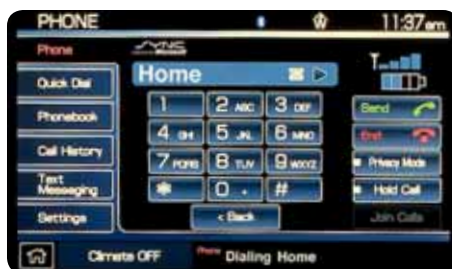 PHONE
11:37 am
Phone
SYNC
Home
Quick Dial
1
2 ABC
3 DEF
Send
Phonebook
4 GHI
5 JKL
6 MNO
End
Call History
7 PQRS
8 TUV
9 WXYZ
Privacy Mode
Text
Messaging
*
0
#
Hold Call
Settings
< Back
Join Calls
Climate OFF
Phone
Dialing Home